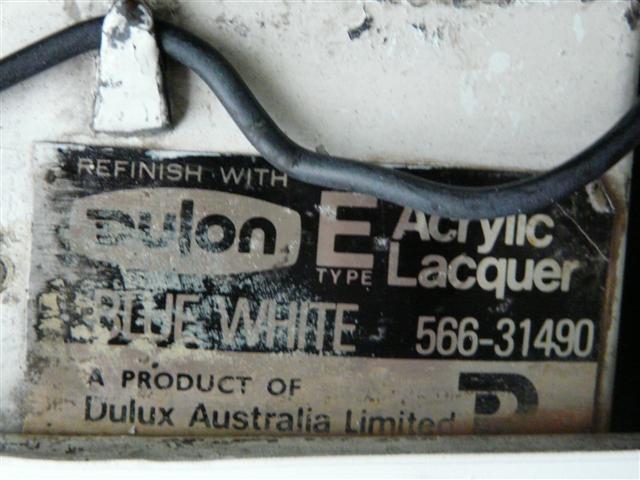 REFINISH WITH
Dulon E TYPE Acrylic Lacquer
BLUE WHITE 566-31490
A PRODUCT OF
Dulux Australia Limited